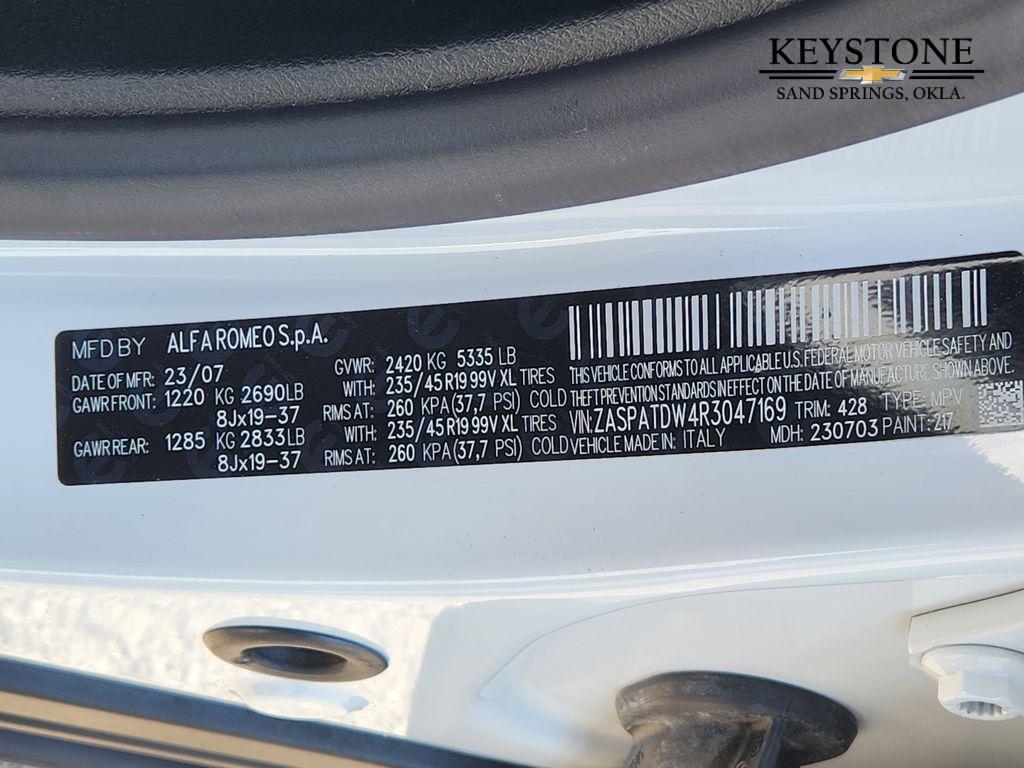 KEYSTONE
SAND SPRINGS, OKLA.
MFD BY ALFA ROMEO S.p.A.
DATE OF MFR: 23/07 GVWR: 2420 KG 5335 LB
GAWR FRONT: 1220 KG 2690LB WITH: 235/45 R19 99V XL TIRES
8Jx19-37 RIMS AT: 260 KPA (37,7 PSI) COLD
GAWR REAR: 1285 KG 2833LB WITH: 235/45 R19 99V XL TIRES
8Jx19-37 RIMS AT: 260 KPA (37,7 PSI) COLD
THIS VEHICLE CONFORMS TO ALL APPLICABLE U.S. FEDERAL MOTOR VEHICLE SAFETY AND
THEFT PREVENTION STANDARDS IN EFFECT ON THE DATE OF MANUFACTURE SHOWN ABOVE.
VIN: ZASPATDW4R3047169 TRIM: 428 TYPE: MPV
VEHICLE MADE IN: ITALY MDH: 230703 PAINT: 217